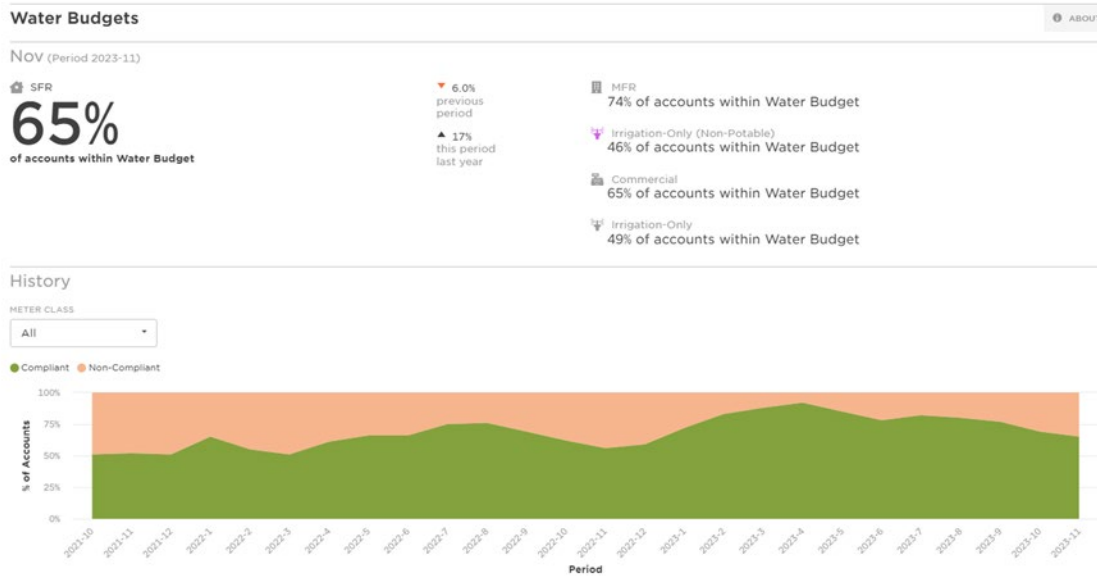 Water Budgets
ABOUT
Nov (Period 2023-11)
SFR
65%
of accounts within Water Budget
6.0%
previous
period
17%
this period
last year
MFR
74% of accounts within Water Budget
Irrigation-Only (Non-Potable)
46% of accounts within Water Budget
Commercial
65% of accounts within Water Budget
Irrigation-Only
49% of accounts within Water Budget
History
METER CLASS
All
Compliant Non-Compliant
100%
75%
50%
25%
0%
% of Accounts
2021-10 2021-11 2021-12 2022-1 2022-2 2022-3 2022-4 2022-5 2022-6 2022-7 2022-8 2022-9 2022-10 2022-11 2022-12 2023-1 2023-2 2023-3 2023-4 2023-5 2023-6 2023-7 2023-8 2023-9 2023-10 2023-11
Period